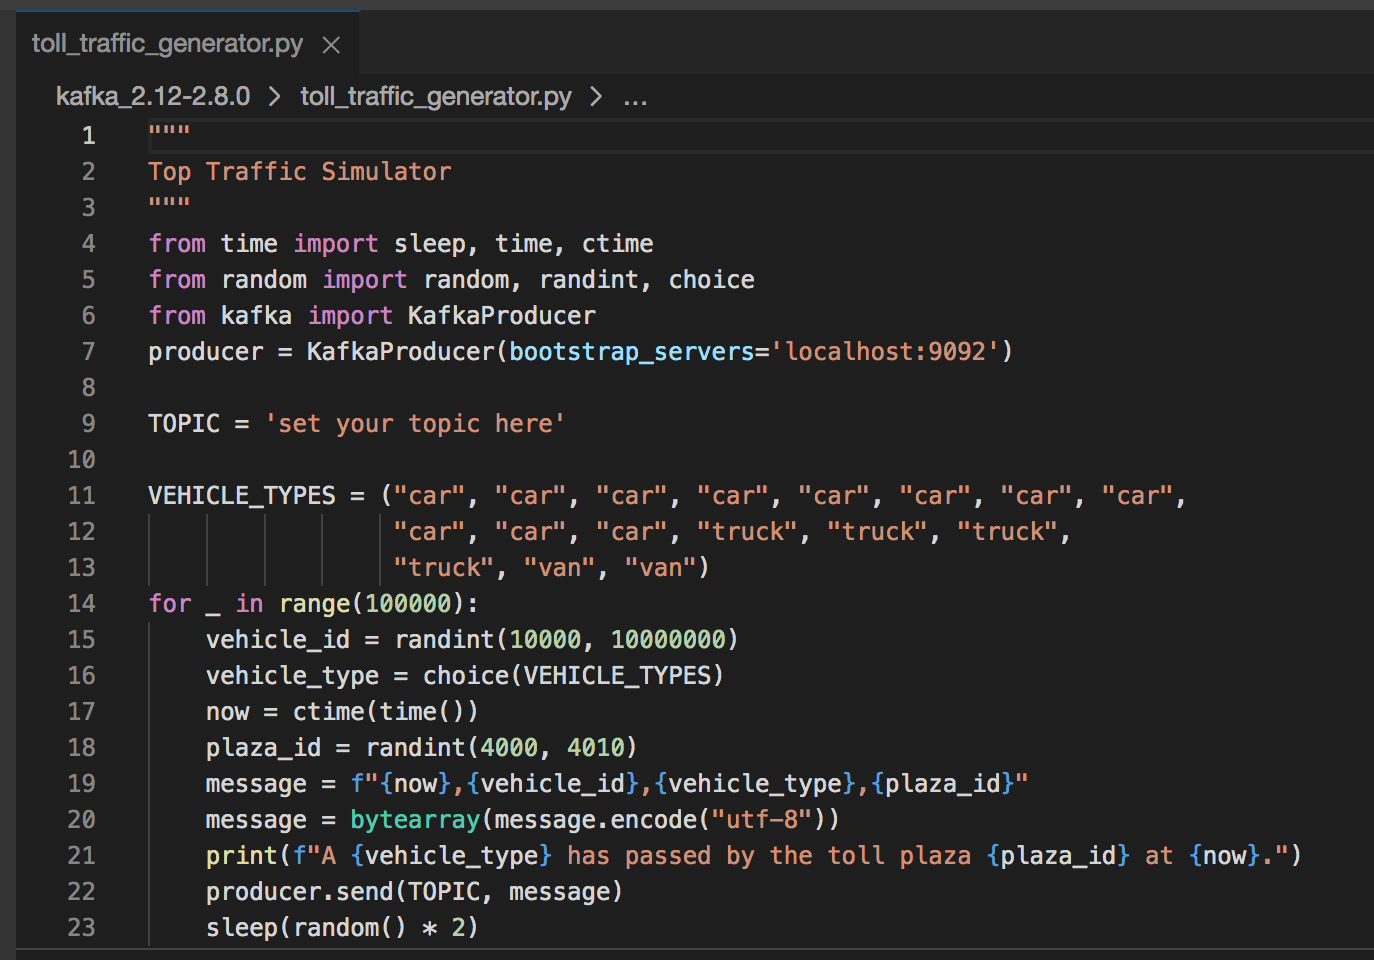 toll_traffic_generator.py ×
kafka_2.12-2.8.0 > toll_traffic_generator.py > ...
1 """
2 Top Traffic Simulator
3 """
4 from time import sleep, time, ctime
5 from random import random, randint, choice
6 from kafka import KafkaProducer
7 producer = KafkaProducer(bootstrap_servers='localhost:9092')
8
9 TOPIC = 'set your topic here'
10
11 VEHICLE_TYPES = ("car", "car", "car", "car", "car", "car", "car", "car",
12                  "car", "car", "car", "truck", "truck", "truck",
13                  "truck", "van", "van")
14 for _ in range(100000):
15     vehicle_id = randint(10000, 10000000)
16     vehicle_type = choice(VEHICLE_TYPES)
17     now = ctime(time())
18     plaza_id = randint(4000, 4010)
19     message = f"{now},{vehicle_id},{vehicle_type},{plaza_id}"
20     message = bytearray(message.encode("utf-8"))
21     print(f"A {vehicle_type} has passed by the toll plaza {plaza_id} at {now}.")
22     producer.send(TOPIC, message)
23     sleep(random() * 2)